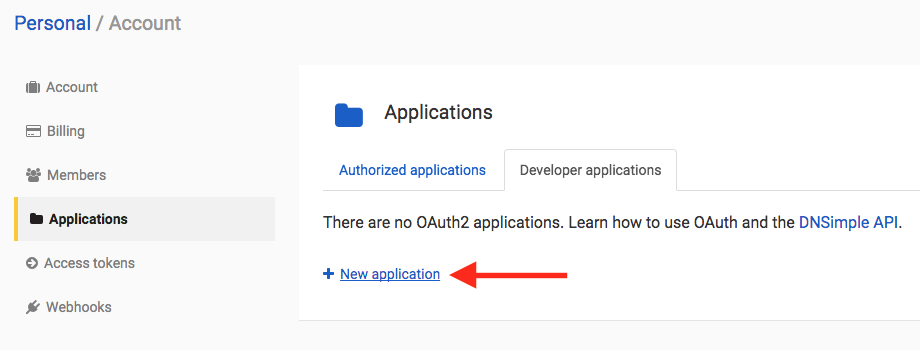 Personal / Account
Account
Billing
Members
Applications
Access tokens
Webhooks
Applications
Authorized applications
Developer applications
There are no OAuth2 applications. Learn how to use OAuth and the DNSimple API.
+ New application